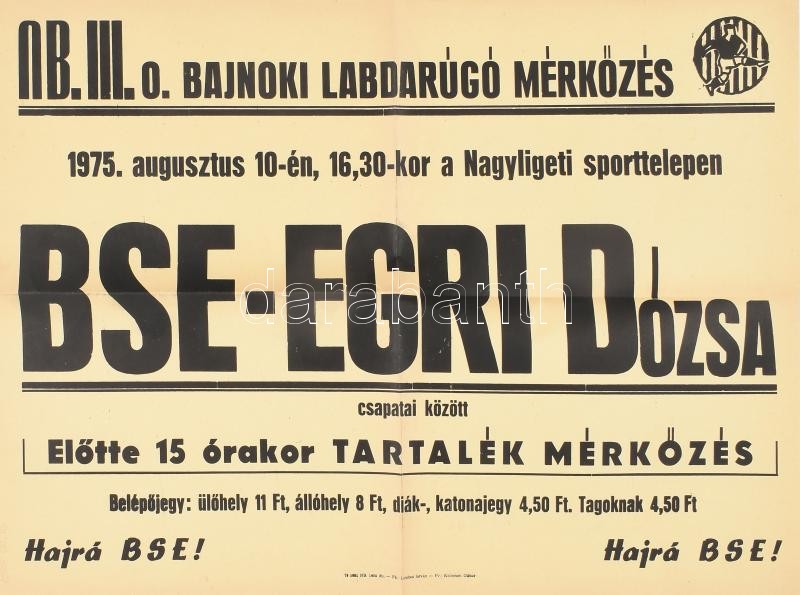 NB.III. O. BAJNOKI LABDARÚGÓ MÉRKŐZÉS
1975. augusztus 10-én, 16,30-kor a Nagyligeti sporttelepen
BSE-EGRI DÓZSA
darabanth
csapatai között
Előtte 15 órakor TARTALÉK MÉRKŐZÉS
Belépőjegy: ülőhely 11 Ft, állóhely 8 Ft, diák-, katonajegy 4,50 Ft. Tagoknak 4,50 Ft
Hajrá BSE! Hajrá BSE!